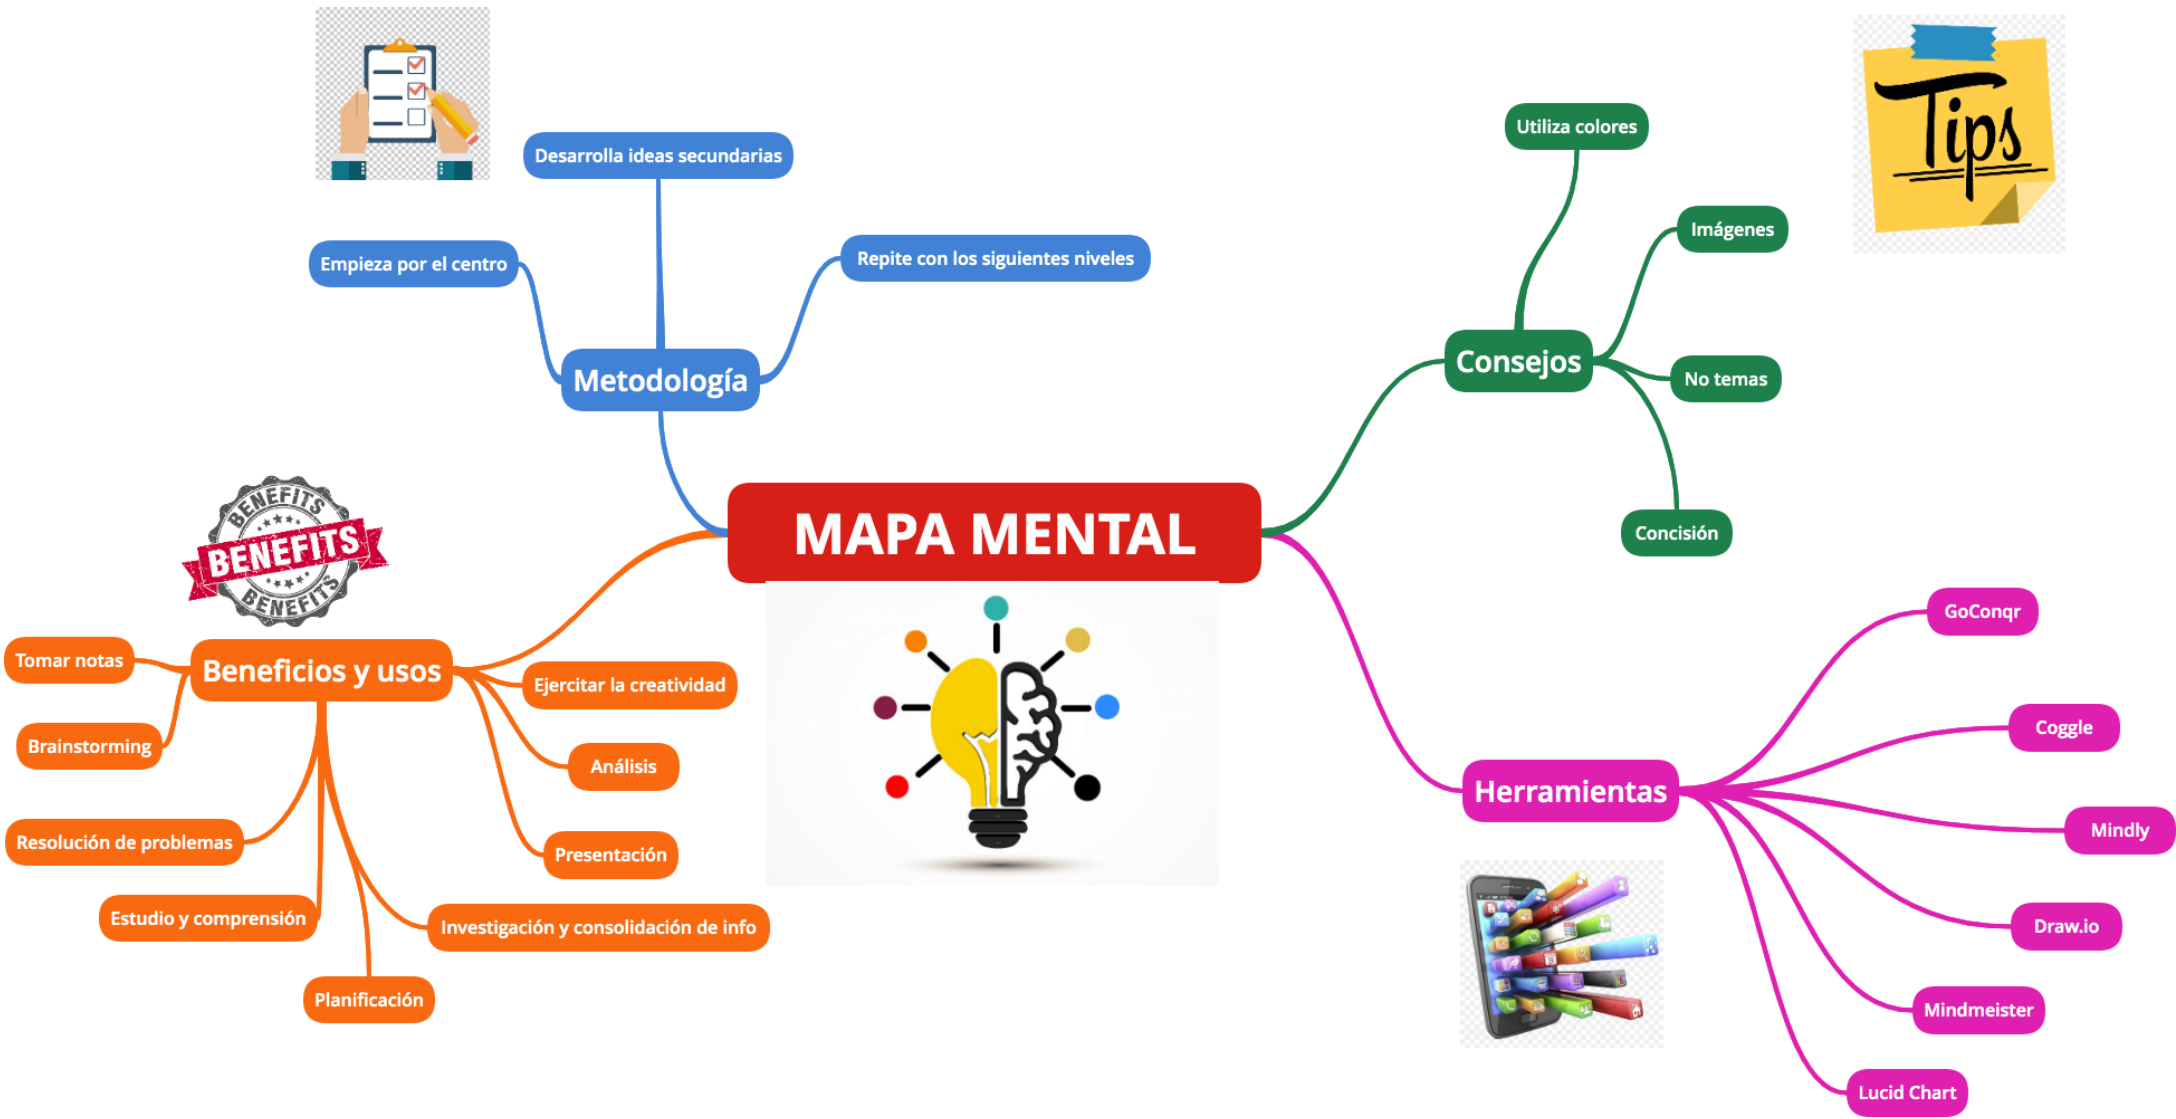 MAPA MENTAL
Metodología
Empieza por el centro
Desarrolla ideas secundarias
Repite con los siguientes niveles
Consejos
Utiliza colores
Imágenes
No temas
Concisión
Tips
Herramientas
GoConqr
Coggle
Mindly
Draw.io
Mindmeister
Lucid Chart
BENEFITS
BENEFITS
BENEFITS
Beneficios y usos
Tomar notas
Brainstorming
Resolución de problemas
Estudio y comprensión
Planificación
Investigación y consolidación de info
Presentación
Análisis
Ejercitar la creatividad